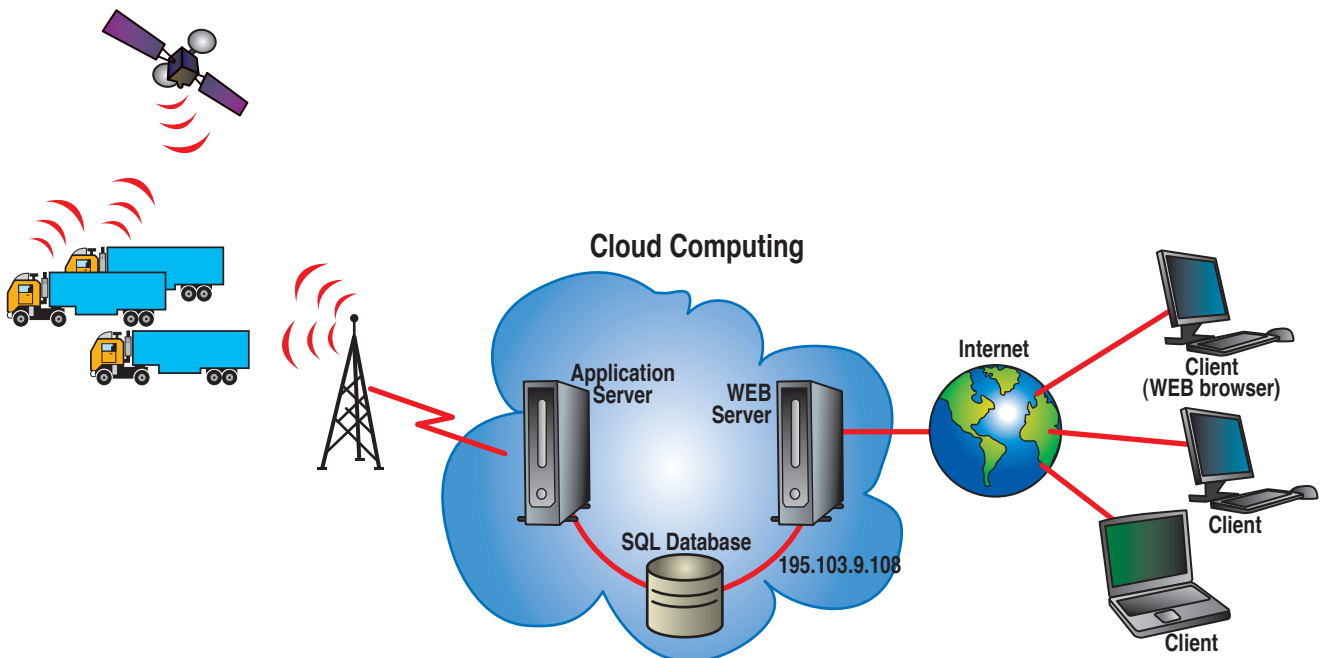 Cloud Computing
Application
Server
WEB
Server
SQL Database
195.103.9.108
Internet
Client
(WEB browser)
Client
Client